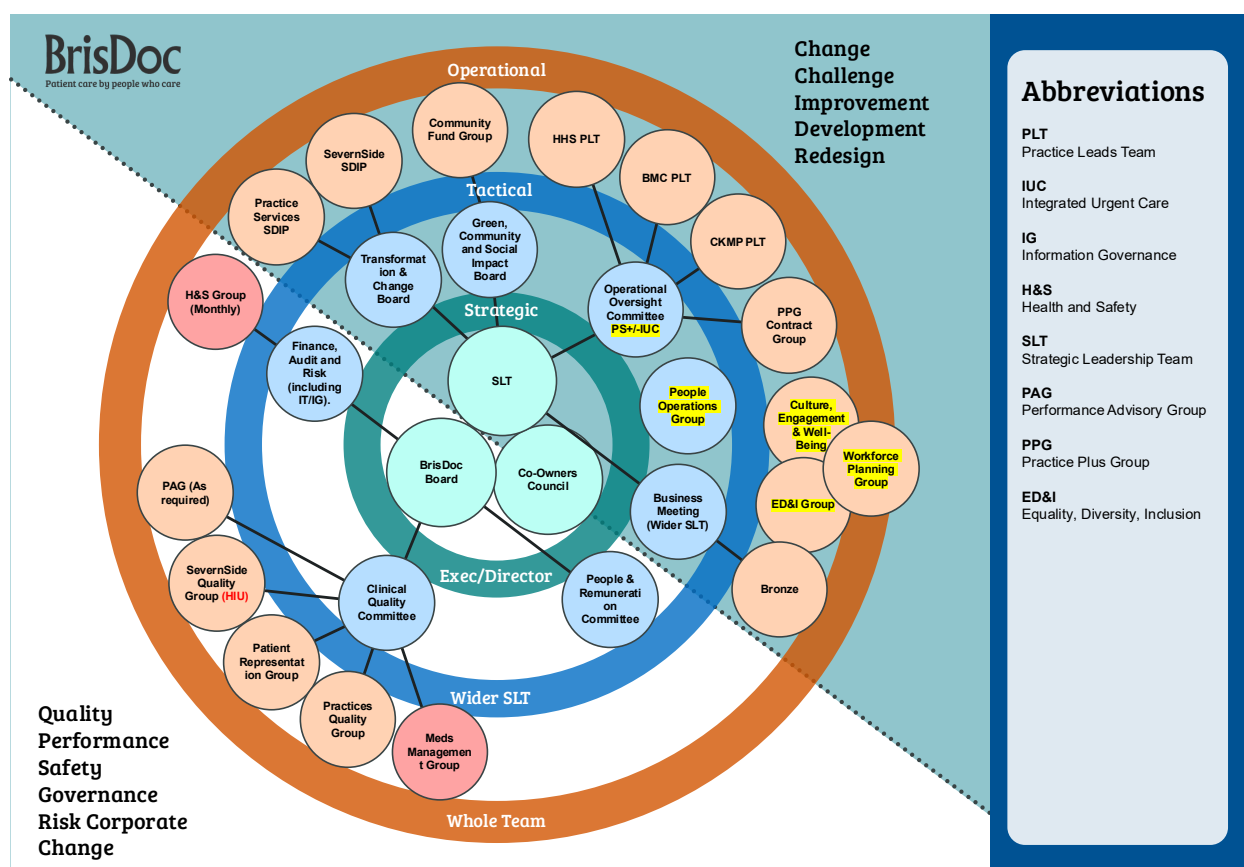 BrisDoc
Patient care by people who care
Change
Challenge
Improvement
Development
Redesign
Operational
Community
Fund Group
HHS PLT
SevernSide
SDIP
BMC PLT
Practice
Services
SDIP
Tactical
CKMP PLT
Green,
Community
and Social
Impact
Board
Transformat
ion &
Change
Board
H&S Group
(Monthly)
Operational
Oversight
Committee
PS+/-IUC
PPG
Contract
Group
Strategic
Finance,
Audit and
Risk
(including
IT/IG).
SLT
People
Operations
Group
Culture,
Engagement
& Well-
Being
Workforce
Planning
Group
BrisDoc
Board
Co-Owners
Council
PAG (As
required)
Business
Meeting
(Wider SLT)
ED&I Group
Exec/Director
SevernSide
Quality
Group (HIU)
Clinical
Quality
Committee
People &
Remunerati
on
Committee
Bronze
Patient
Representat
ion Group
Practices
Quality
Group
Wider SLT
Meds
Managemen
t Group
Whole Team
Quality
Performance
Safety
Governance
Risk Corporate
Change
Abbreviations
PLT
Practice Leads Team
IUC
Integrated Urgent Care
IG
Information Governance
H&S
Health and Safety
SLT
Strategic Leadership Team
PAG
Performance Advisory Group
PPG
Practice Plus Group
ED&I
Equality, Diversity, Inclusion